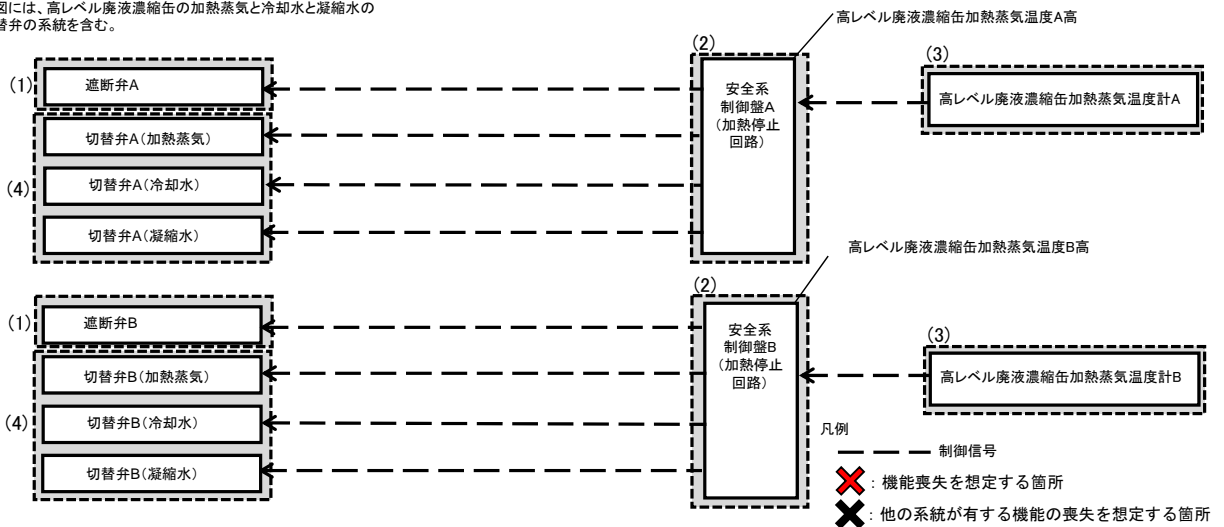 図には、高レベル廃液濃縮缶の加熱蒸気と冷却水と凝縮水の
替弁の系統を含む。
高レベル廃液濃縮缶加熱蒸気温度A高
(1)
遮断弁A
切替弁A(加熱蒸気)
(4)
切替弁A(冷却水)
切替弁A(凝縮水)
(2)
安全系
制御盤A
(加熱停止
回路)
(3)
高レベル廃液濃縮缶加熱蒸気温度計A
高レベル廃液濃縮缶加熱蒸気温度B高
(1)
遮断弁B
切替弁B(加熱蒸気)
(4)
切替弁B(冷却水)
切替弁B(凝縮水)
(2)
安全系
制御盤B
(加熱停止
回路)
(3)
高レベル廃液濃縮缶加熱蒸気温度計B
凡例
制御信号
：機能喪失を想定する箇所
：他の系統が有する機能の喪失を想定する箇所